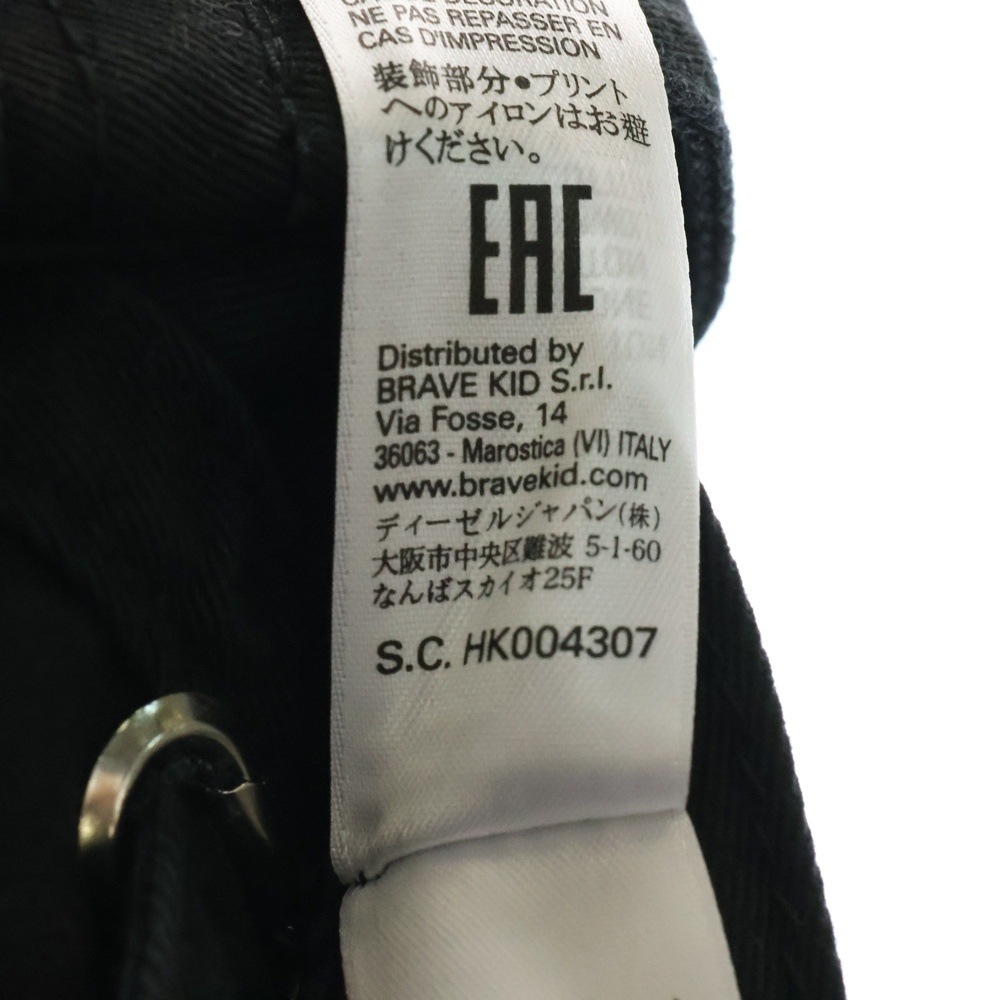 NE PAS REPASSER EN
CAS D'IMPRESSION
装飾部分•プリント
へのアイロンはお避
けください。
EAC
Distributed by
BRAVE KID S.r.l.
Via Fosse, 14
36063 - Marostica (VI) ITALY
www.bravekid.com
ディーゼルジャパン(株)
大阪市中央区難波 5-1-60
なんばスカイオ25F
S.C. HK004307